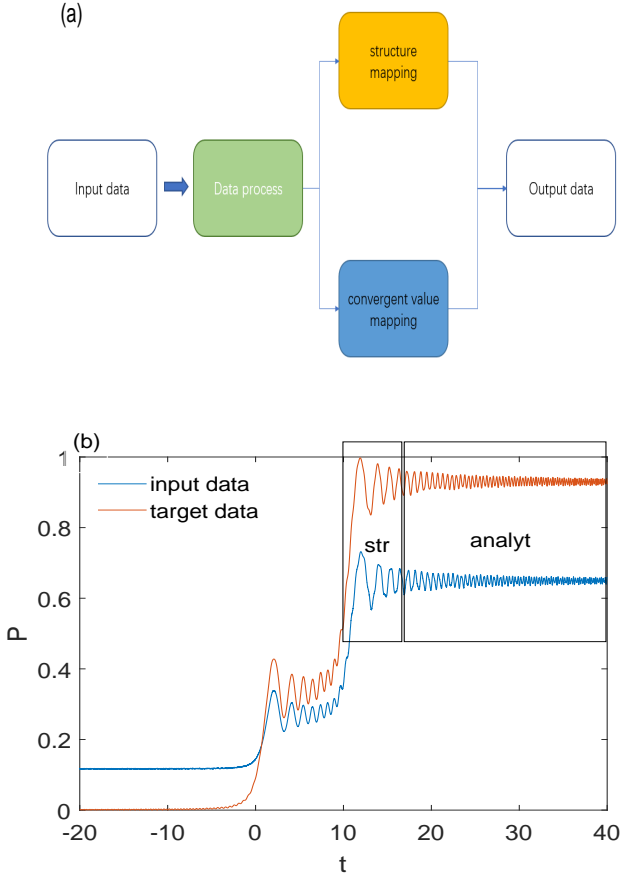 (a)
structure
mapping
Input data
Data process
Output data
convergent value
mapping
(b)
1
input data
target data
0.8
str
analyt
0.6
P
0.4
0.2
0
-20
-10
0
10
20
30
40
t